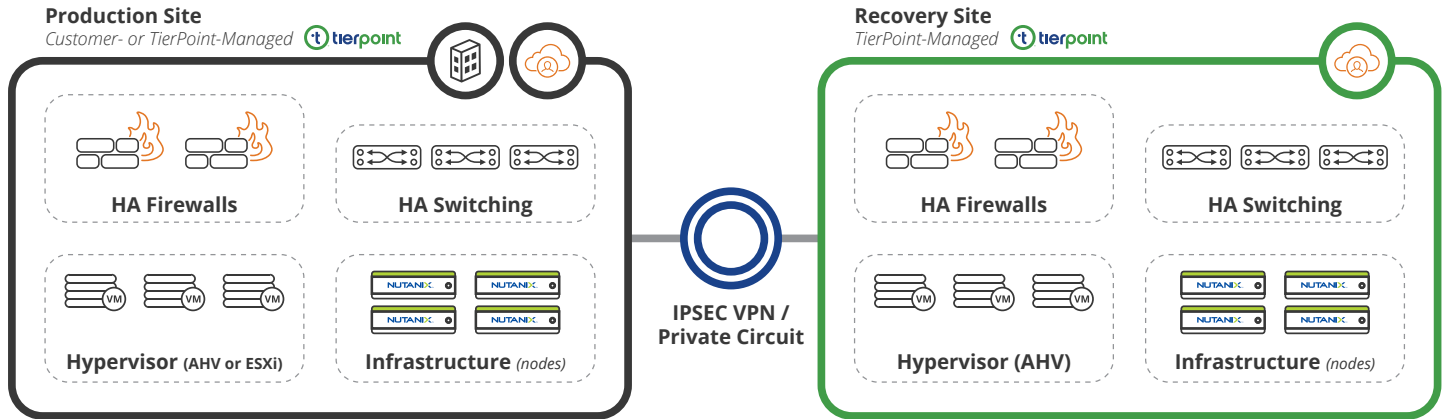 Production Site
Customer- or TierPoint-Managed tierpoint
HA Firewalls
HA Switching
VM VM VM
Hypervisor (AHV or ESXi)
NUTANIX NUTANIX
NUTANIX NUTANIX
Infrastructure (nodes)
IPSEC VPN /
Private Circuit
Recovery Site
TierPoint-Managed tierpoint
HA Firewalls
HA Switching
VM VM VM
Hypervisor (AHV)
NUTANIX NUTANIX
NUTANIX NUTANIX
Infrastructure (nodes)